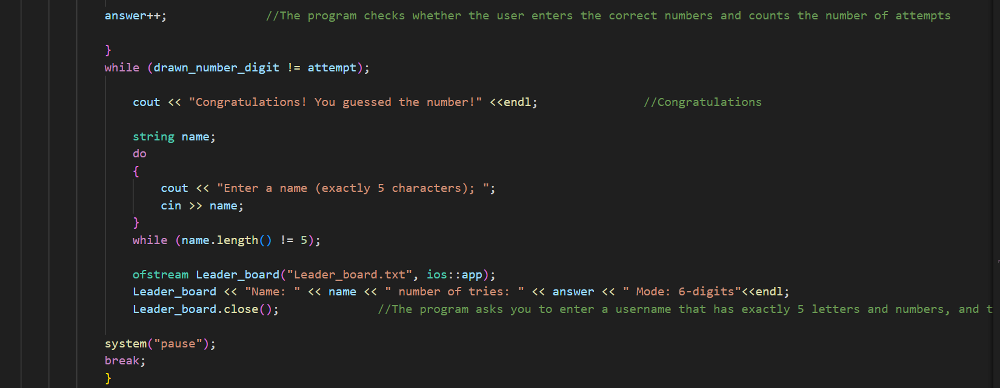 answer++; //The program checks whether the user enters the correct numbers and counts the number of attempts
}
while (drawn_number_digit != attempt);
cout << "Congratulations! You guessed the number!" <<endl; //Congratulations
string name;
do
{
cout << "Enter a name (exactly 5 characters); ";
cin >> name;
}
while (name.length() != 5);
ofstream Leader_board("Leader_board.txt", ios::app);
Leader_board << "Name: " << name << " number of tries: " << answer << " Mode: 6-digits"<<endl;
Leader_board.close(); //The program asks you to enter a username that has exactly 5 letters and numbers, and t
system("pause");
break;
}